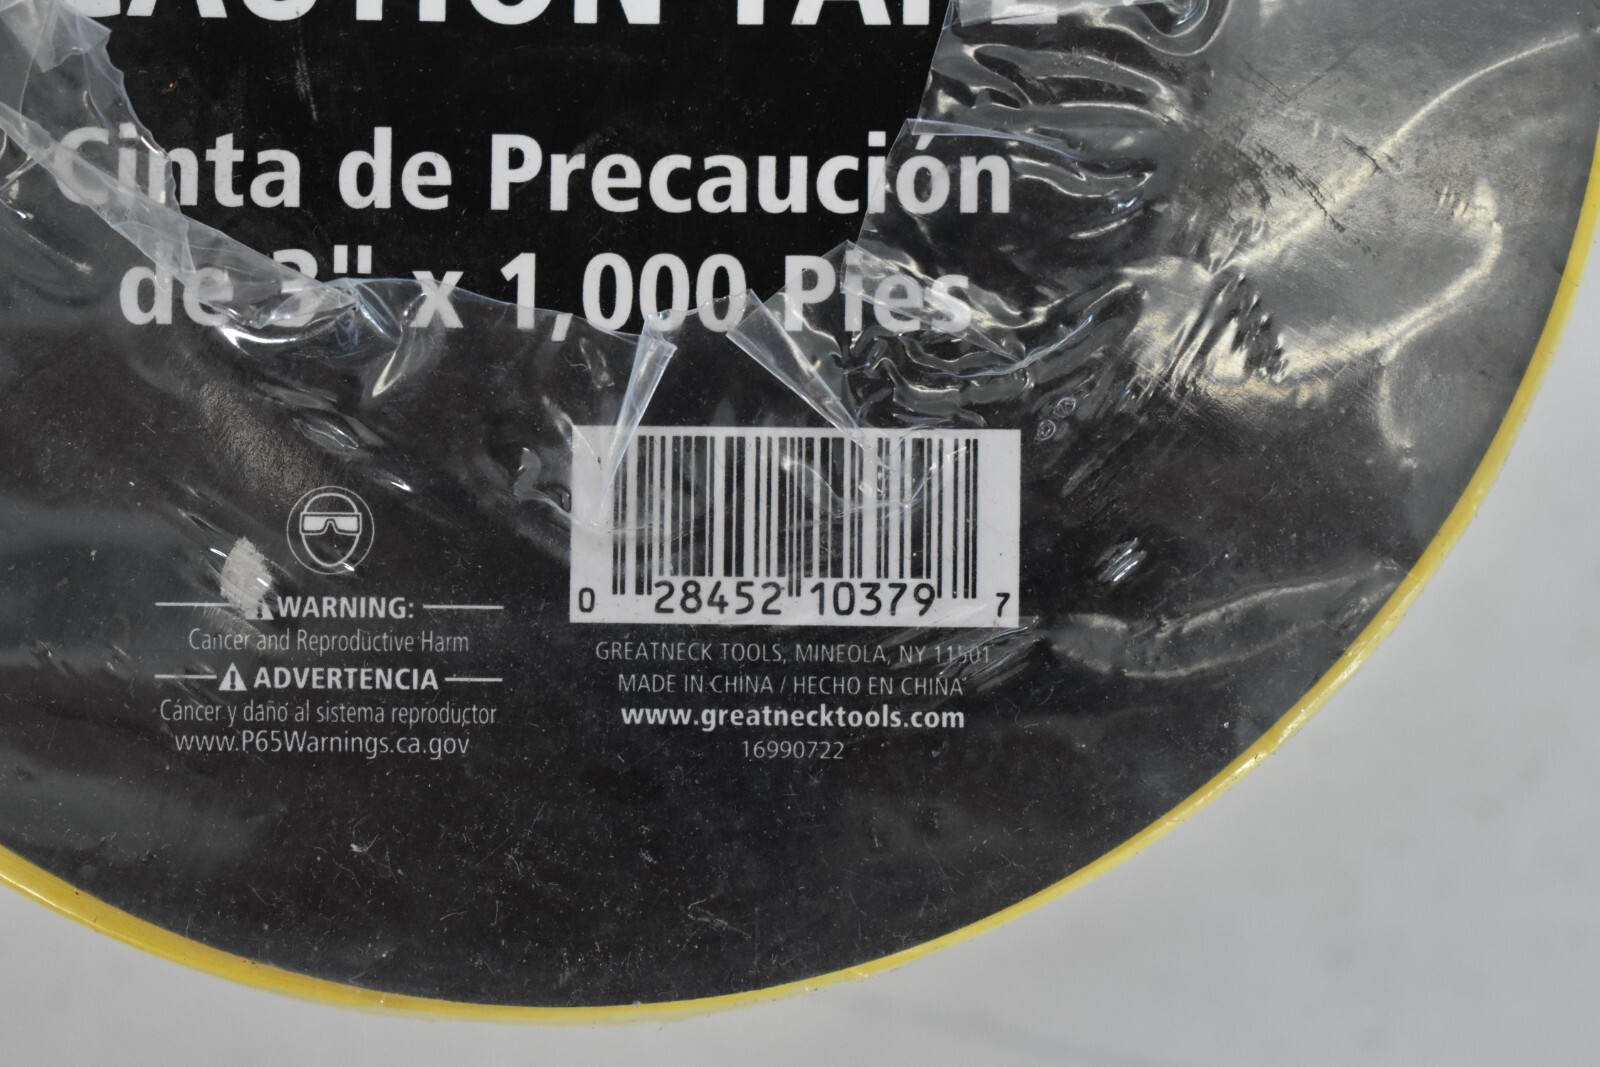 CAUTION TAPE
Cinta de Precaución
de 3" x 1,000 Pies
WARNING:
Cancer and Reproductive Harm
ADVERTENCIA
Cáncer y daño al sistema reproductor
www.P65Warnings.ca.gov
0 28452 10379 7
GREATNECK TOOLS, MINEOLA, NY 11501
MADE IN CHINA / HECHO EN CHINA
www.greatnecktools.com
16990722